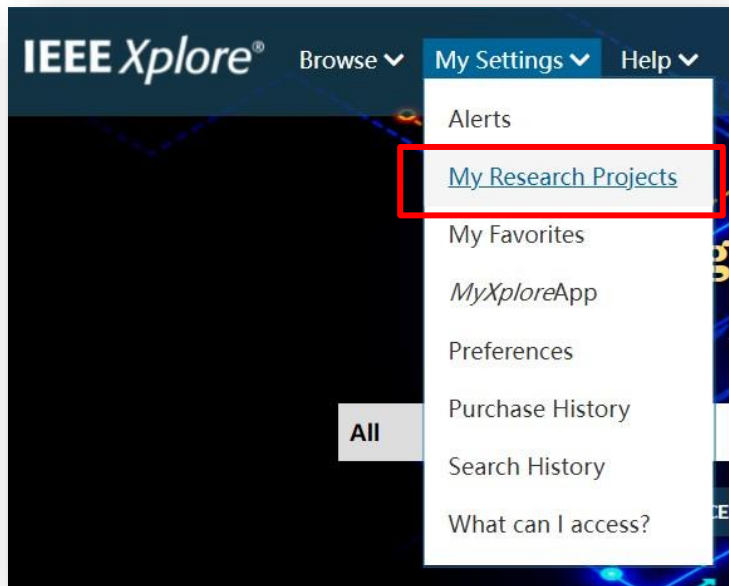 IEEE Xplore® Browse My Settings Help
Alerts
My Research Projects
My Favorites
MyXploreApp
Preferences
Purchase History
All
Search History
What can I access?